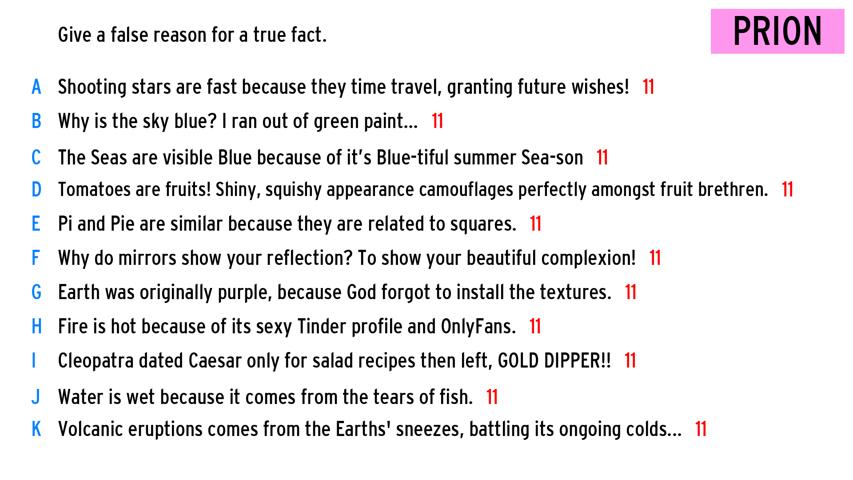 Give a false reason for a true fact.
PRION
A Shooting stars are fast because they time travel, granting future wishes! 11
B Why is the sky blue? I ran out of green paint... 11
C The Seas are visible Blue because of it's Blue-tiful summer Sea-son 11
D Tomatoes are fruits! Shiny, squishy appearance camouflages perfectly amongst fruit brethren. 11
E Pi and Pie are similar because they are related to squares. 11
F Why do mirrors show your reflection? To show your beautiful complexion! 11
G Earth was originally purple, because God forgot to install the textures. 11
H Fire is hot because of its sexy Tinder profile and OnlyFans. 11
I Cleopatra dated Caesar only for salad recipes then left, GOLD DIPPER!! 11
J Water is wet because it comes from the tears of fish. 11
K Volcanic eruptions comes from the Earths' sneezes, battling its ongoing colds... 11